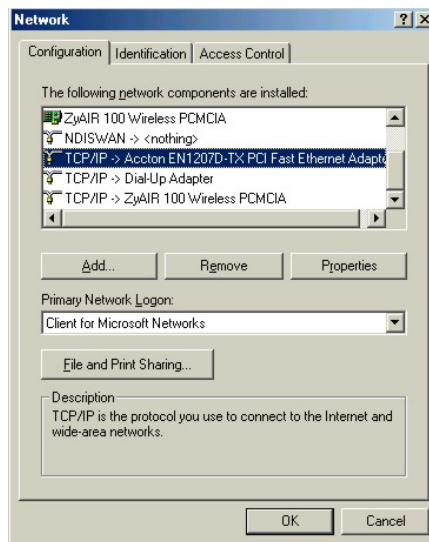 Network
Configuration Identification Access Control
The following network components are installed:
ZyAIR 100 Wireless PCMCIA
NDISWAN -> <nothing>
TCP/IP -> Accton EN1207D-TX PCI Fast Ethernet Adapte
TCP/IP -> Dial-Up Adapter
TCP/IP -> ZyAIR 100 Wireless PCMCIA
Add... Remove Properties
Primary Network Logon:
Client for Microsoft Networks
File and Print Sharing...
Description
TCP/IP is the protocol you use to connect to the Internet and
wide-area networks.
OK Cancel